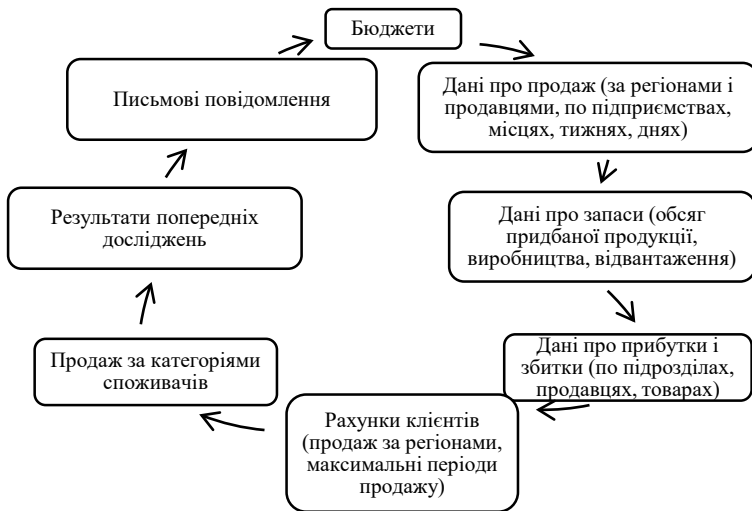 Бюджети
Дані про продаж (за регіонами і
продавцями, по підприємствах,
місцях, тижнях, днях)
Дані про запаси (обсяг
придбаної продукції,
виробництва, відвантаження)
Дані про прибутки і
збитки (по підрозділах,
продавцях, товарах)
Рахунки клієнтів
(продаж за регіонами,
максимальні періоди
продажу)
Продаж за категоріями
споживачів
Результати попередніх
досліджень
Письмові повідомлення